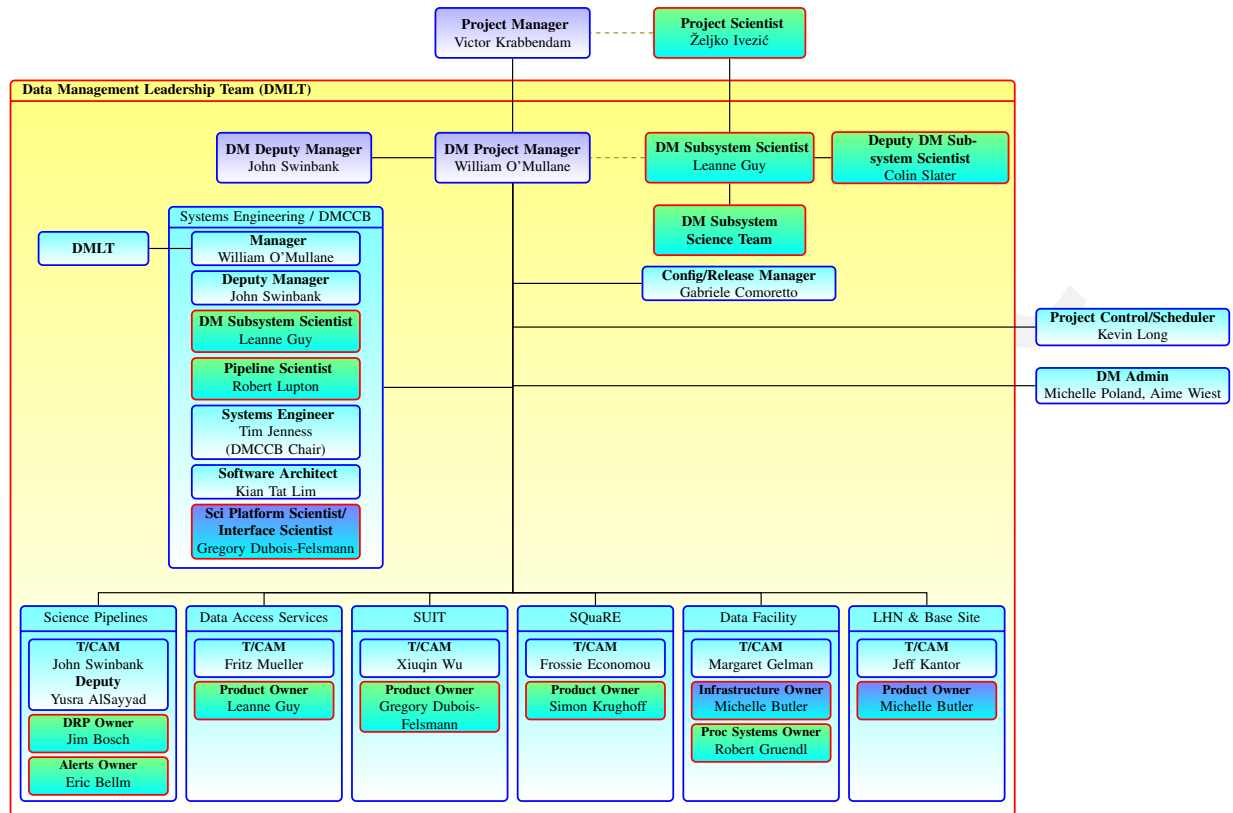 Project Manager
Victor Krabbendam
Project Scientist
Željko Ivezić
Data Management Leadership Team (DMLT)
DM Deputy Manager
John Swinbank
DM Project Manager
William O'Mullane
DM Subsystem Scientist
Leanne Guy
Deputy DM Sub-
system Scientist
Colin Slater
DM Subsystem
Science Team
DMLT
Systems Engineering / DMCCB
Manager
William O'Mullane
Deputy Manager
John Swinbank
DM Subsystem Scientist
Leanne Guy
Pipeline Scientist
Robert Lupton
Systems Engineer
Tim Jenness
(DMCCB Chair)
Software Architect
Kian Tat Lim
Sci Platform Scientist/
Interface Scientist
Gregory Dubois-Felsmann
Config/Release Manager
Gabriele Comoretto
Project Control/Scheduler
Kevin Long
DM Admin
Michelle Poland, Aime Wiest
Science Pipelines
T/CAM
John Swinbank
Deputy
Yusra AlSayyad
DRP Owner
Jim Bosch
Alerts Owner
Eric Bellm
Data Access Services
T/CAM
Fritz Mueller
Product Owner
Leanne Guy
SUIT
T/CAM
Xiuqin Wu
Product Owner
Gregory Dubois-
Felsmann
SQuaRE
T/CAM
Frossie Economou
Product Owner
Simon Krughoff
Data Facility
T/CAM
Margaret Gelman
Infrastructure Owner
Michelle Butler
Proc Systems Owner
Robert Gruendl
LHN & Base Site
T/CAM
Jeff Kantor
Product Owner
Michelle Butler